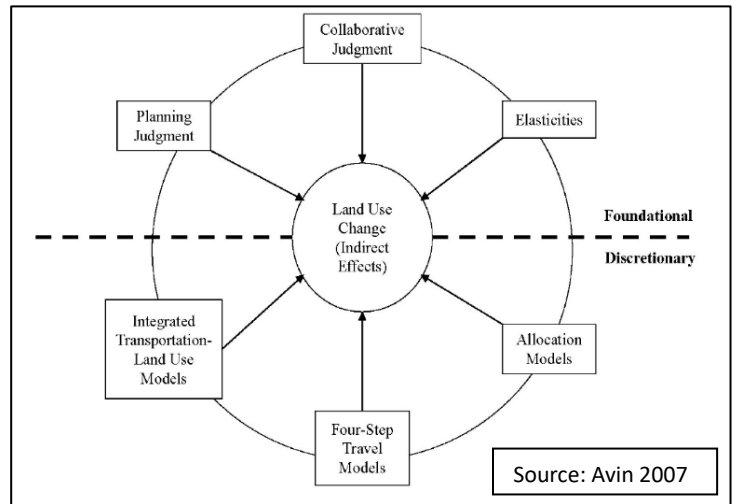 Collaborative
Judgment
Planning
Judgment
Elasticities
Land Use
Change
(Indirect
Effects)
Foundational
Discretionary
Integrated
Transportation-
Land Use
Models
Allocation
Models
Four-Step
Travel
Models
Source: Avin 2007